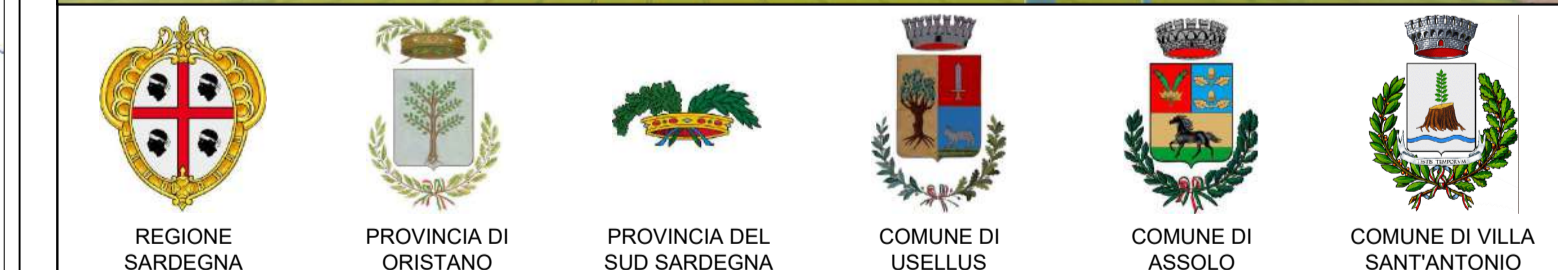 REGIONE
SARDEGNA
PROVINCIA DI
ORISTANO
PROVINCIA DEL
SUD SARDEGNA
COMUNE DI
USELLUS
COMUNE DI
ASSOLO
COMUNE DI VILLA
SANT'ANTONIO